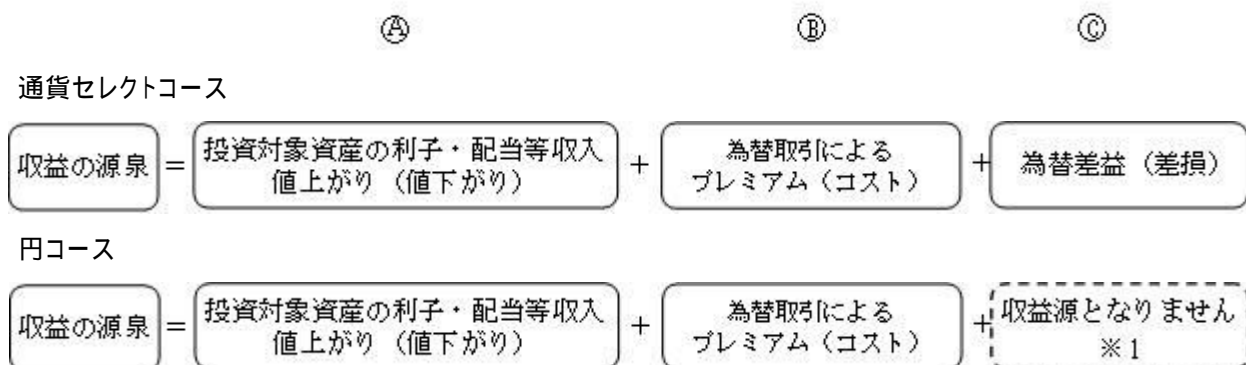 Ⓐ Ⓑ Ⓒ
通貨セレクトコース
収益の源泉 = 投資対象資産の利子・配当等収入 値上がり（値下がり） + 為替取引による プレミアム（コスト） + 為替差益（差損）
円コース
収益の源泉 = 投資対象資産の利子・配当等収入 値上がり（値下がり） + 為替取引による プレミアム（コスト） + 収益源となりません ※1